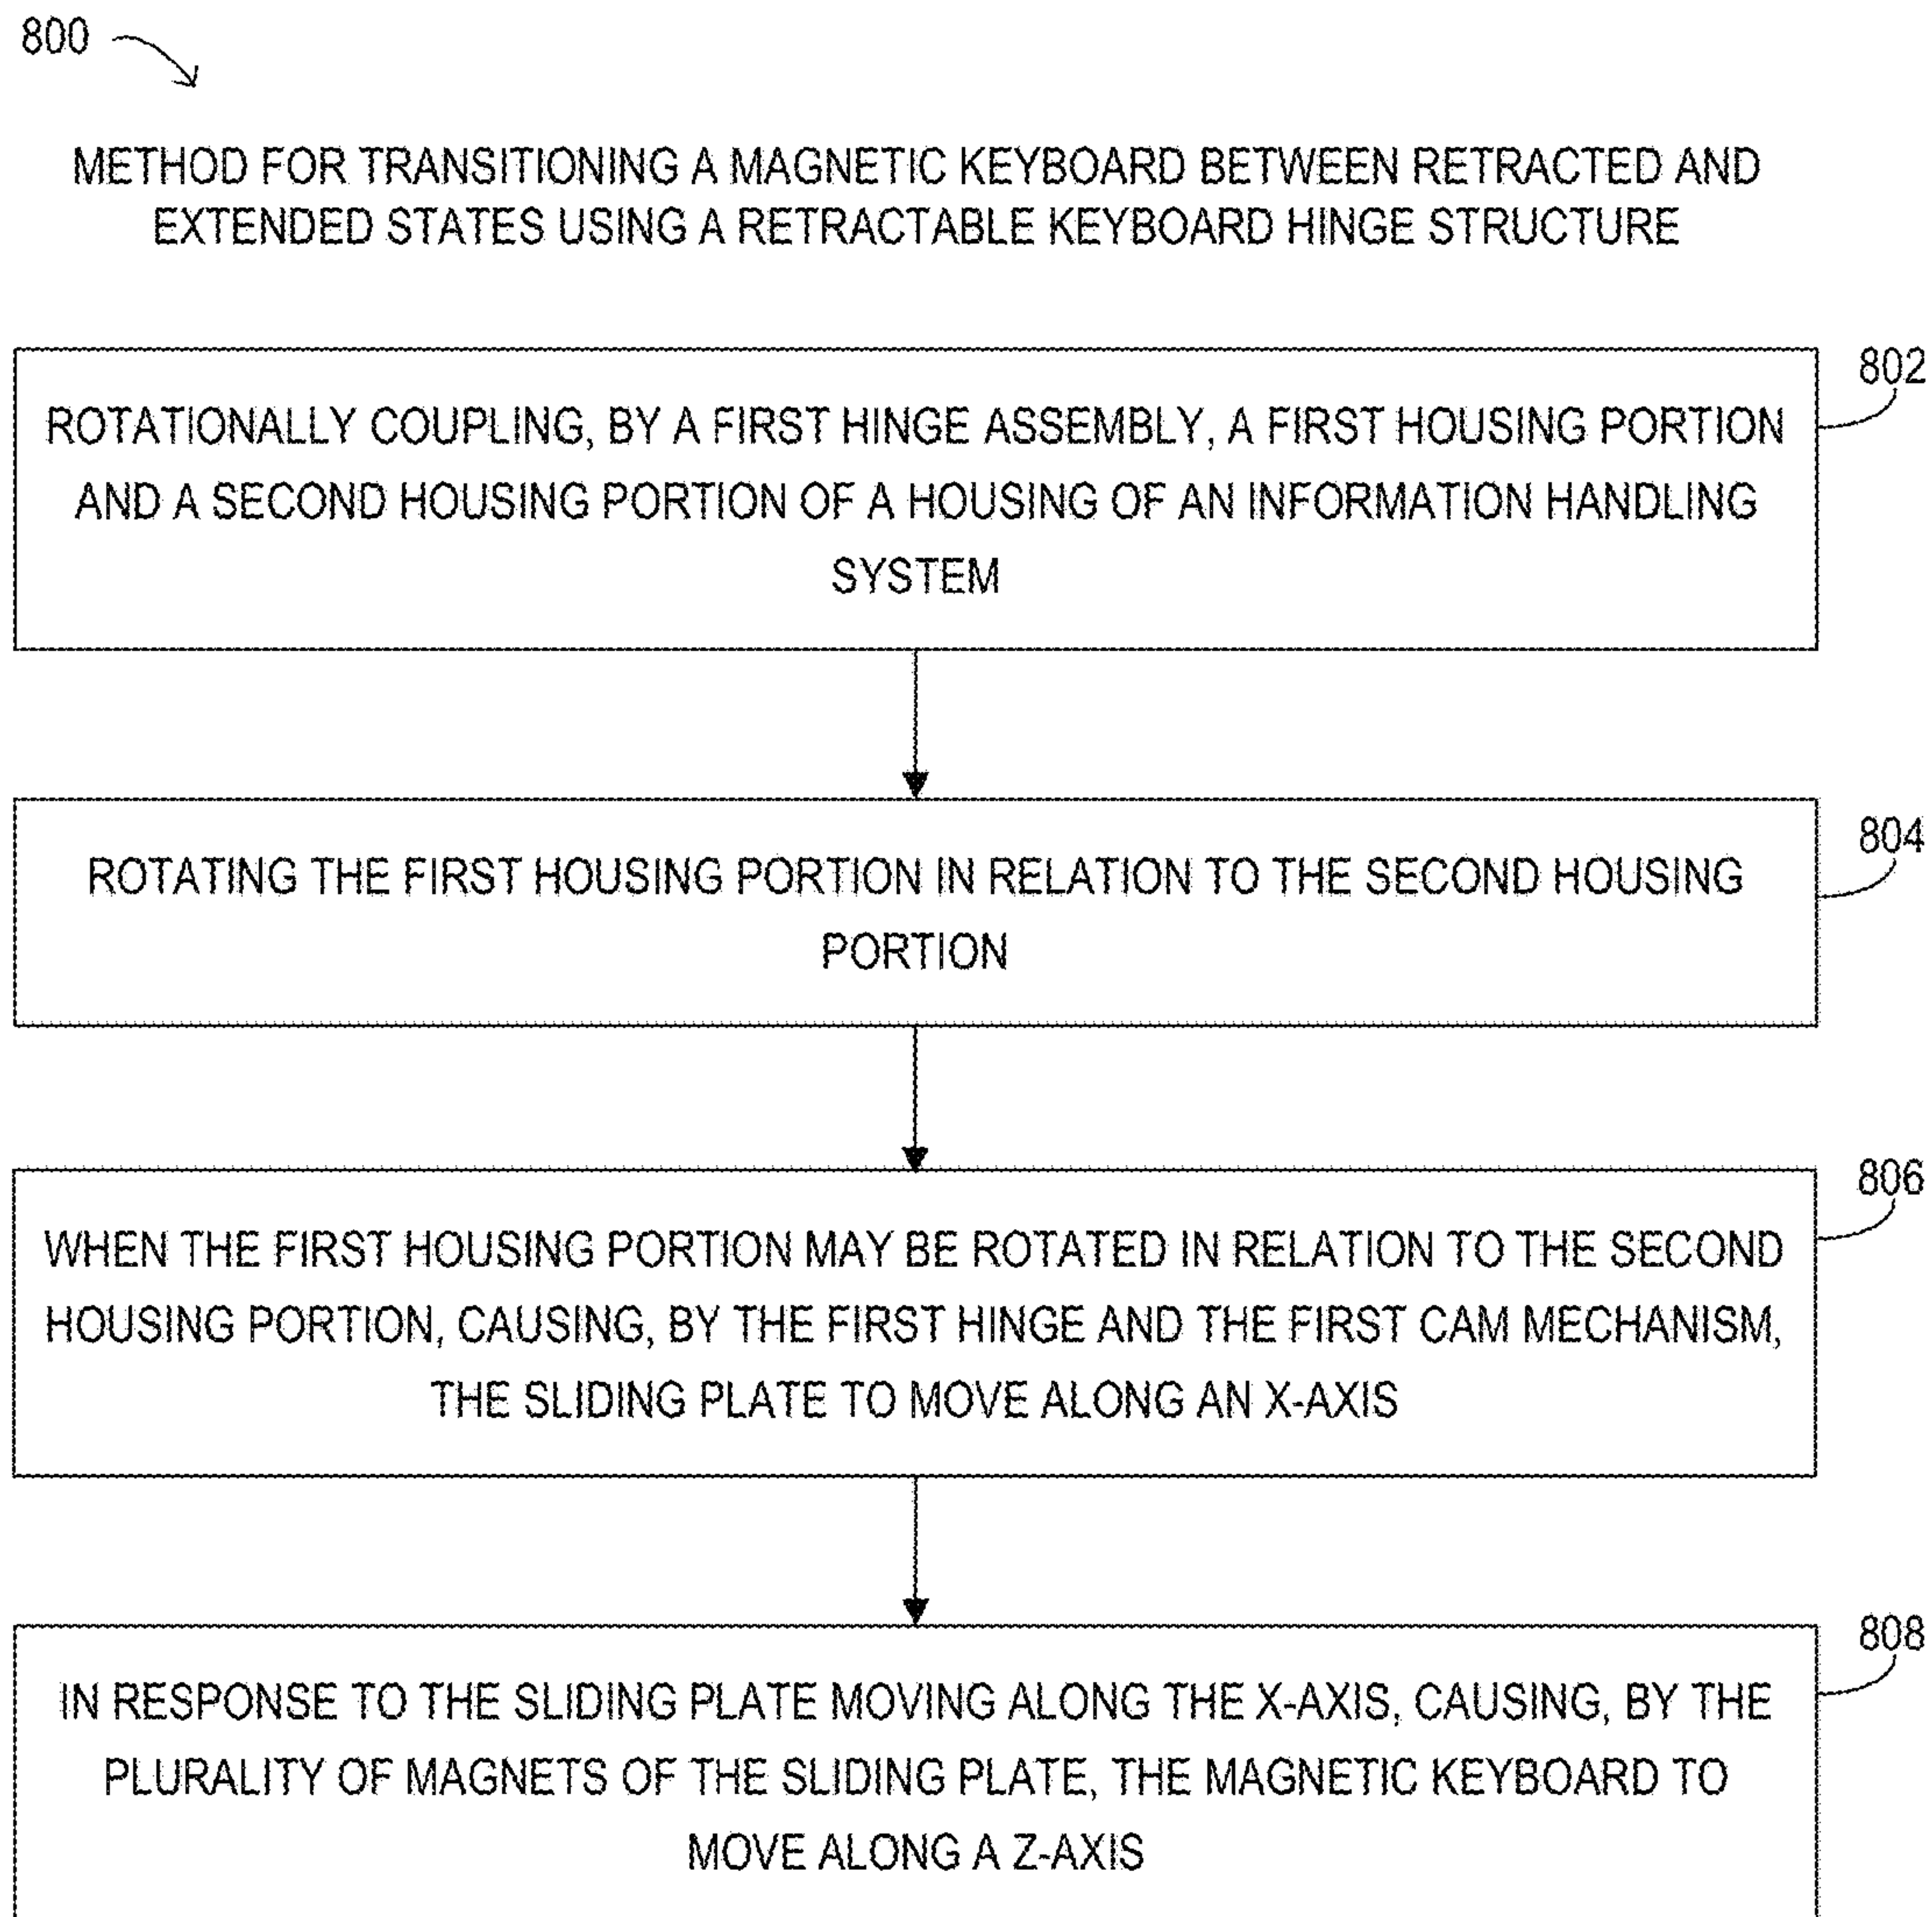 800
METHOD FOR TRANSITIONING A MAGNETIC KEYBOARD BETWEEN RETRACTED AND
EXTENDED STATES USING A RETRACTABLE KEYBOARD HINGE STRUCTURE
802
ROTATIONALLY COUPLING, BY A FIRST HINGE ASSEMBLY, A FIRST HOUSING PORTION
AND A SECOND HOUSING PORTION OF A HOUSING OF AN INFORMATION HANDLING
SYSTEM
804
ROTATING THE FIRST HOUSING PORTION IN RELATION TO THE SECOND HOUSING
PORTION
806
WHEN THE FIRST HOUSING PORTION MAY BE ROTATED IN RELATION TO THE SECOND
HOUSING PORTION, CAUSING, BY THE FIRST HINGE AND THE FIRST CAM MECHANISM,
THE SLIDING PLATE TO MOVE ALONG AN X-AXIS
808
IN RESPONSE TO THE SLIDING PLATE MOVING ALONG THE X-AXIS, CAUSING, BY THE
PLURALITY OF MAGNETS OF THE SLIDING PLATE, THE MAGNETIC KEYBOARD TO
MOVE ALONG A Z-AXIS